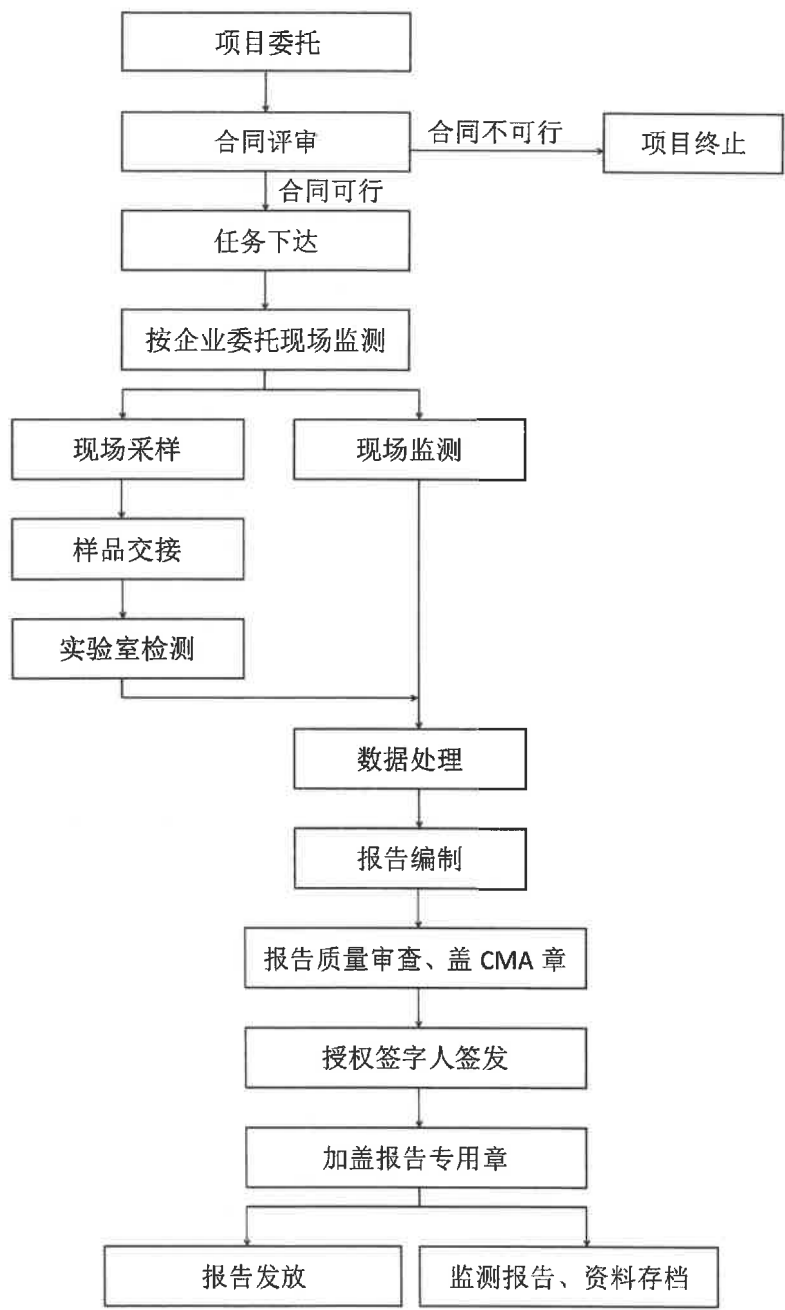 项目委托
合同评审
合同不可行
项目终止
合同可行
任务下达
按企业委托现场监测
现场采样
现场监测
样品交接
实验室检测
数据处理
报告编制
报告质量审查、盖 CMA 章
授权签字人签发
加盖报告专用章
报告发放
监测报告、资料存档